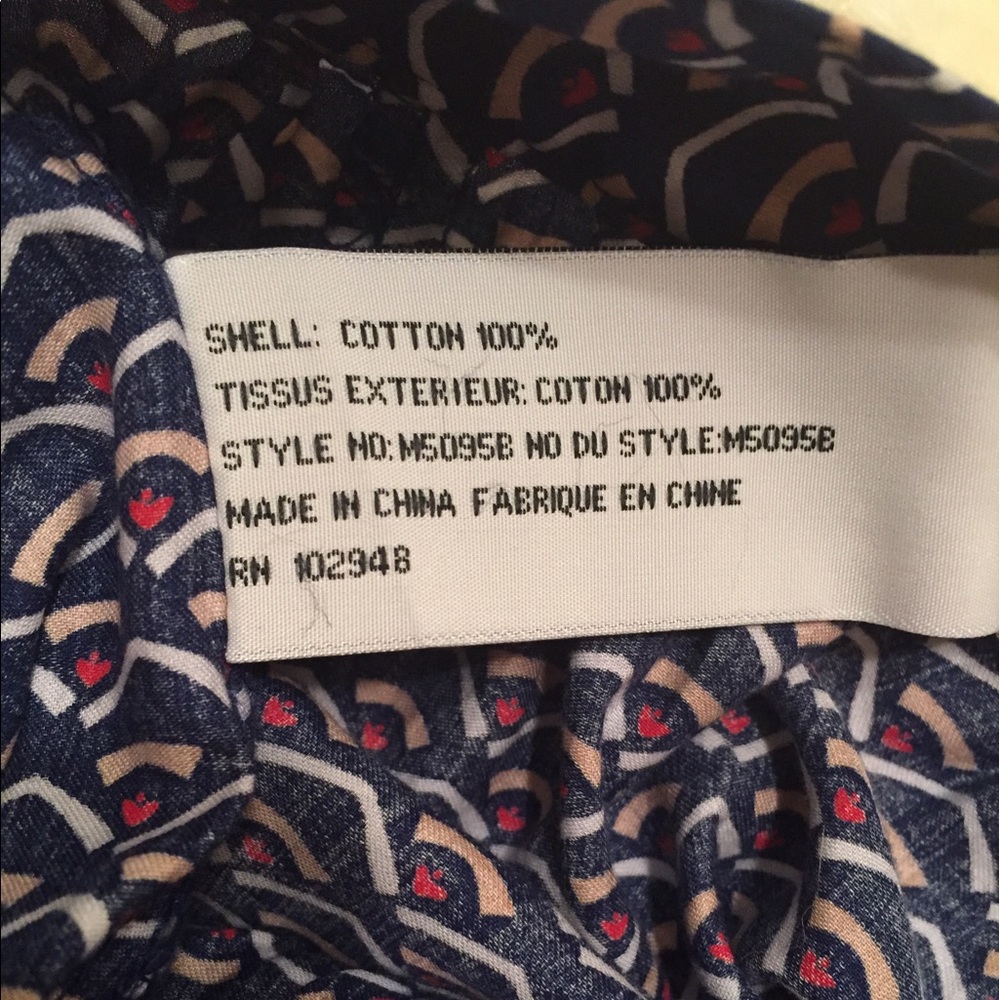 SHELL: COTTON 100%
TISSUS EXTERIEUR: COTON 100%
STYLE NO: M5095B NO DU STYLE:M5095B
MADE IN CHINA FABRIQUE EN CHINE
RN 102948